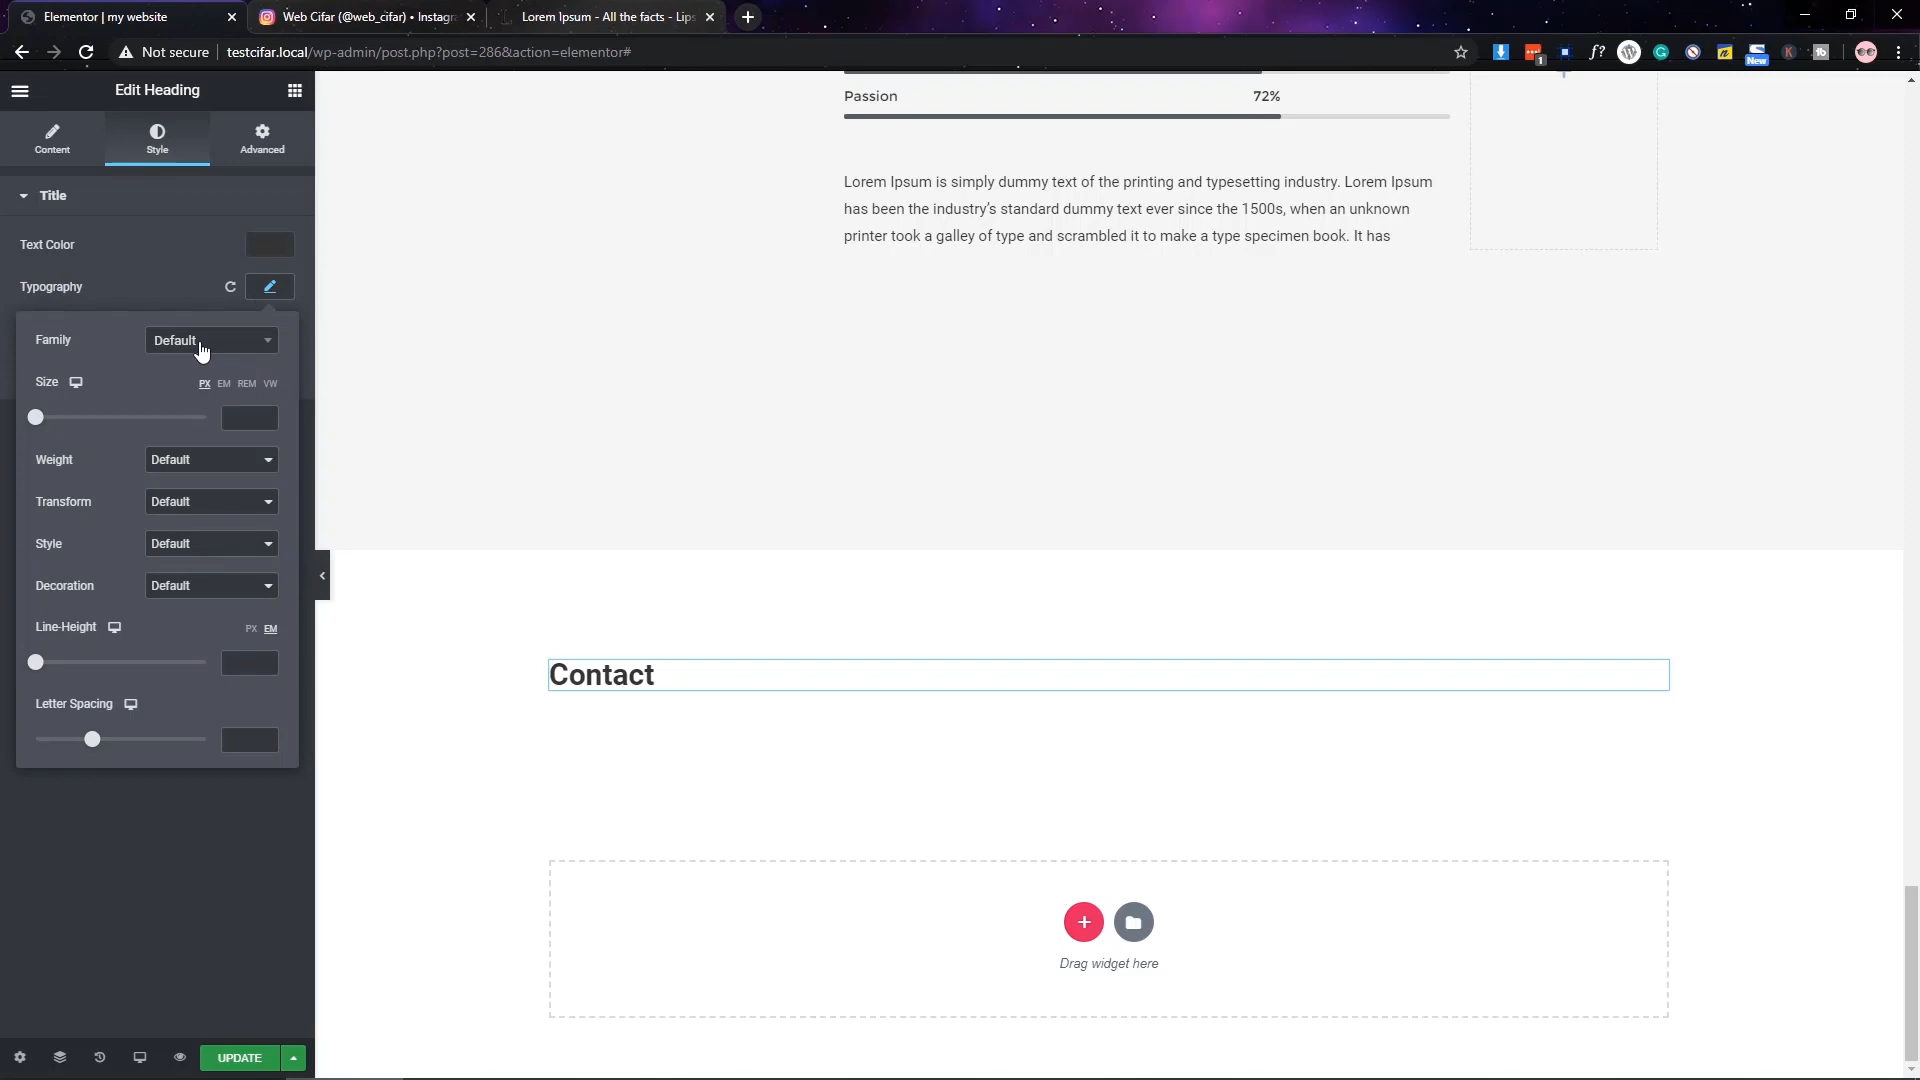 Elementor | my website
Web Cifar (@web_cifar) • Instagra
Lorem Ipsum - All the facts - Lips
Not secure
testcifar.local/wp-admin/post.php?post=286&action=elementor#
f?
1
New
Edit Heading
Content
Style
Advanced
Title
Text Color
Typography
Family
Default
Size
PX EM REM VW
Weight
Default
Transform
Default
Style
Default
Decoration
Default
Line-Height
PX EM
Letter Spacing
UPDATE
Passion 72%
Lorem Ipsum is simply dummy text of the printing and typesetting industry. Lorem Ipsum
has been the industry's standard dummy text ever since the 1500s, when an unknown
printer took a galley of type and scrambled it to make a type specimen book. It has
Contact
Drag widget here